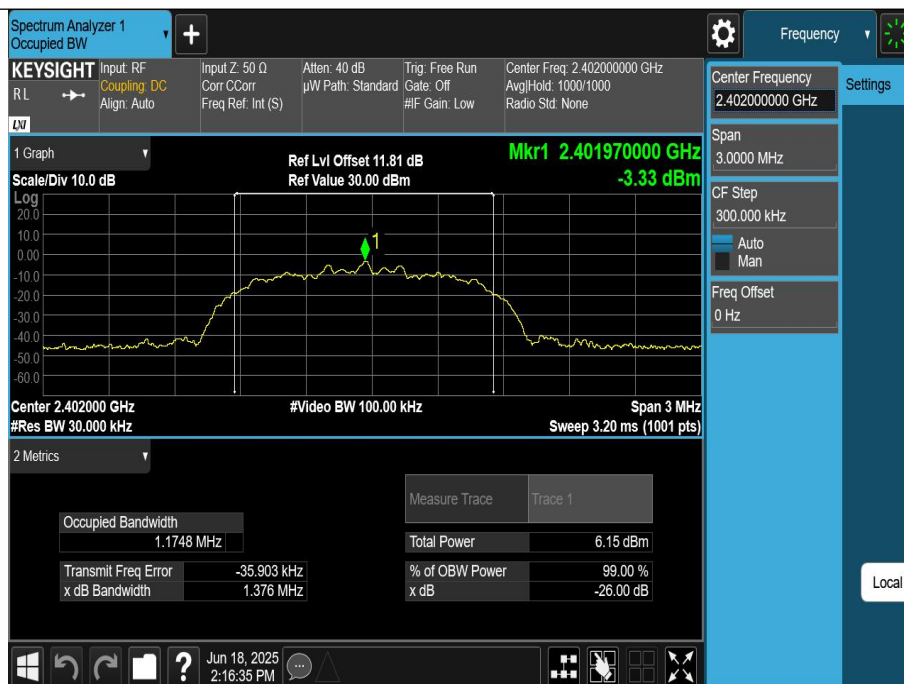 Spectrum Analyzer 1
Occupied BW
Frequency
KEYSIGHT
RL
LXI
Input: RF
Coupling: DC
Align: Auto
Input Z: 50 Ω
Corr CCorr
Freq Ref: Int (S)
Atten: 40 dB
µW Path: Standard
Trig: Free Run
Gate: Off
#IF Gain: Low
Center Freq: 2.402000000 GHz
Avg|Hold: 1000/1000
Radio Std: None
Center Frequency
2.402000000 GHz
Settings
Span
3.0000 MHz
CF Step
300.000 kHz
Auto
Man
Freq Offset
0 Hz
Local
1 Graph
Scale/Div 10.0 dB
Ref Lvl Offset 11.81 dB
Ref Value 30.00 dBm
Mkr1 2.401970000 GHz
-3.33 dBm
Log
20.0
10.0
0.00
-10.0
-20.0
-30.0
-40.0
-50.0
-60.0
1
Center 2.402000 GHz
#Res BW 30.000 kHz
#Video BW 100.00 kHz
Span 3 MHz
Sweep 3.20 ms (1001 pts)
2 Metrics
Measure Trace Trace 1
Occupied Bandwidth
1.1748 MHz
Total Power 6.15 dBm
Transmit Freq Error -35.903 kHz
% of OBW Power 99.00 %
x dB Bandwidth 1.376 MHz
x dB -26.00 dB
?
Jun 18, 2025
2:16:35 PM